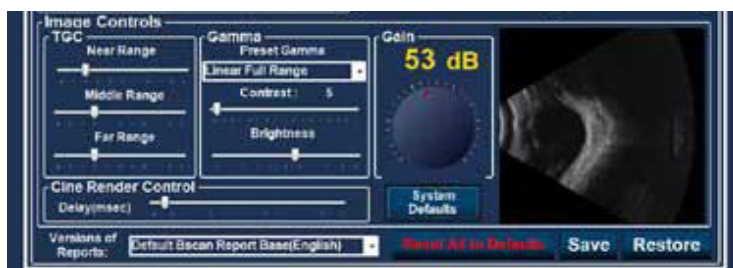 Image Controls
TGC
Near Range
Middle Range
Far Range
Gamma
Preset Gamma
Linear Full Range
Contrast: 5
Brightness
Gain
53 dB
Cine Render Control
Delay(msec)
System
Defaults
Versions of
Reports:
Default Bscan Report Base(English)
Reset All to Defaults
Save
Restore